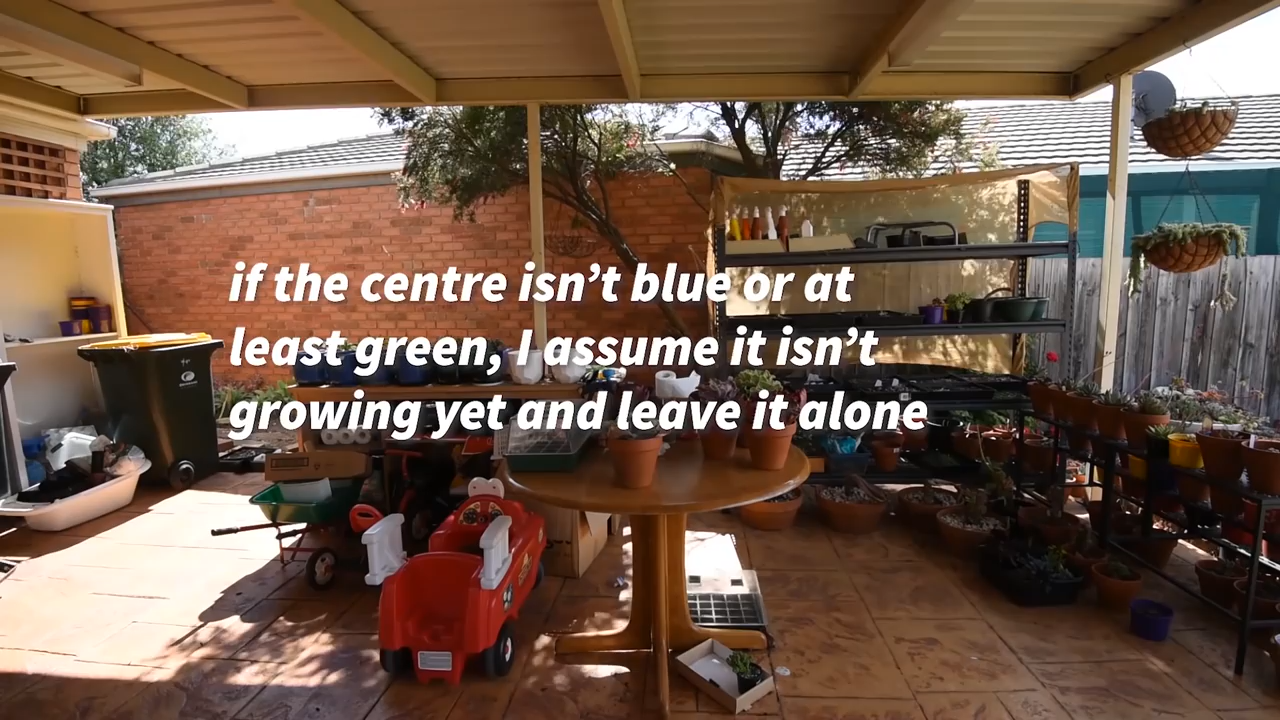 if the centre isn’t blue or at
least green, I assume it isn’t
growing yet and leave it alone